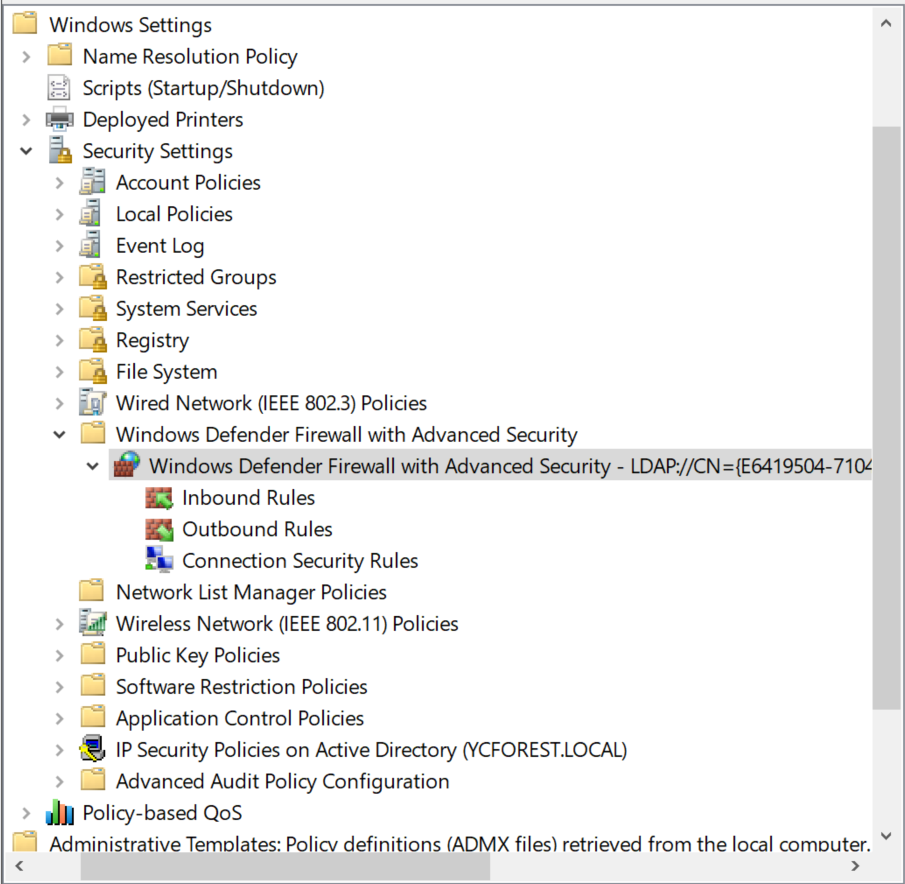 Windows Settings
Name Resolution Policy
Scripts (Startup/Shutdown)
Deployed Printers
Security Settings
Account Policies
Local Policies
Event Log
Restricted Groups
System Services
Registry
File System
Wired Network (IEEE 802.3) Policies
Windows Defender Firewall with Advanced Security
Windows Defender Firewall with Advanced Security - LDAP://CN={E6419504-7104
Inbound Rules
Outbound Rules
Connection Security Rules
Network List Manager Policies
Wireless Network (IEEE 802.11) Policies
Public Key Policies
Software Restriction Policies
Application Control Policies
IP Security Policies on Active Directory (YCFOREST.LOCAL)
Advanced Audit Policy Configuration
Policy-based QoS
Administrative Templates: Policy definitions (ADMX files) retrieved from the local computer.